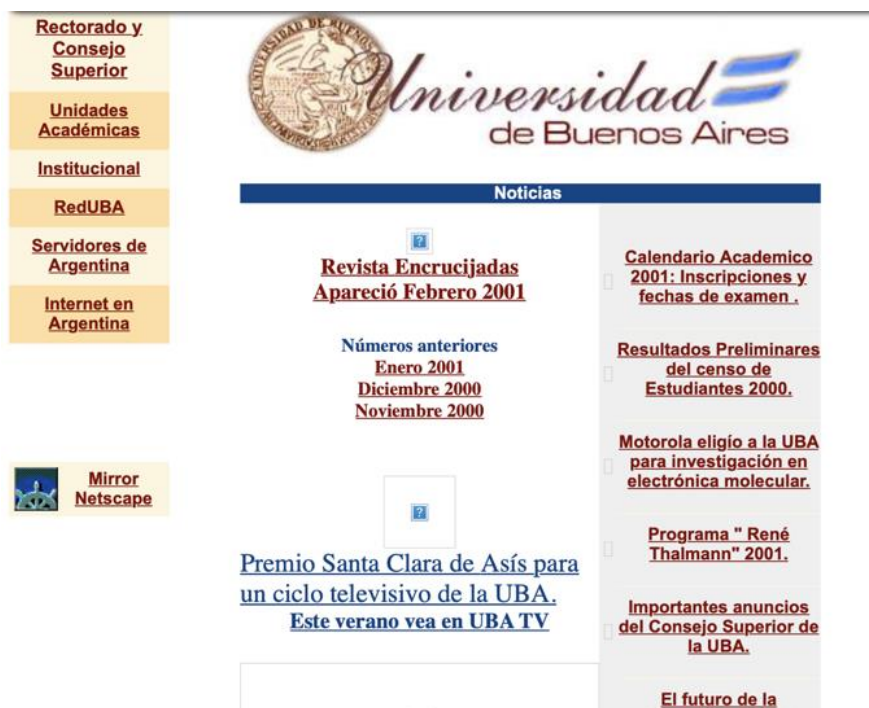 Rectorado y
Consejo
Superior
Unidades
Académicas
Institucional
RedUBA
Servidores de
Argentina
Internet en
Argentina
Mirror
Netscape
Universidad
de Buenos Aires
Noticias
Revista Encrucijadas
Apareció Febrero 2001
Números anteriores
Enero 2001
Diciembre 2000
Noviembre 2000
Premio Santa Clara de Asís para
un ciclo televisivo de la UBA.
Este verano vea en UBA TV
Calendario Academico
2001: Inscripciones y
fechas de examen .
Resultados Preliminares
del censo de
Estudiantes 2000.
Motorola eligío a la UBA
para investigación en
electrónica molecular.
Programa " René
Thalmann" 2001.
Importantes anuncios
del Consejo Superior de
la UBA.
El futuro de la